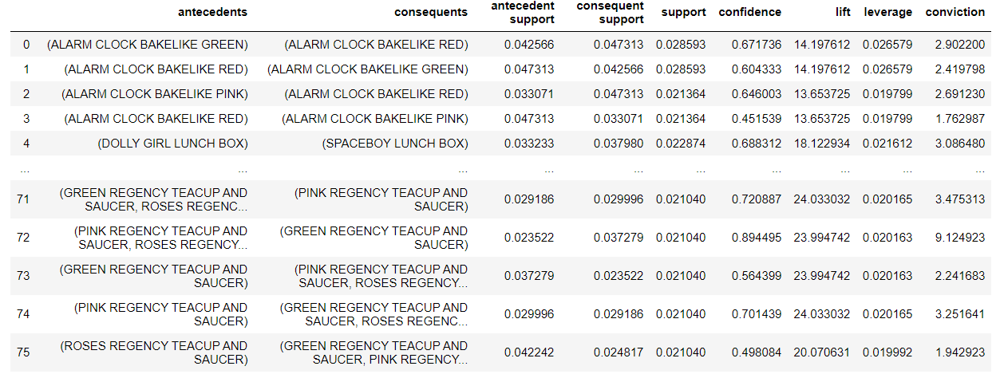 antecedents consequents antecedent support consequent support support confidence lift leverage conviction
0 (ALARM CLOCK BAKELIKE GREEN) (ALARM CLOCK BAKELIKE RED) 0.042566 0.047313 0.028593 0.671736 14.197612 0.026579 2.902200
1 (ALARM CLOCK BAKELIKE RED) (ALARM CLOCK BAKELIKE GREEN) 0.047313 0.042566 0.028593 0.604333 14.197612 0.026579 2.419798
2 (ALARM CLOCK BAKELIKE PINK) (ALARM CLOCK BAKELIKE RED) 0.033071 0.047313 0.021364 0.646003 13.653725 0.019799 2.691230
3 (ALARM CLOCK BAKELIKE RED) (ALARM CLOCK BAKELIKE PINK) 0.047313 0.033071 0.021364 0.451539 13.653725 0.019799 1.762987
4 (DOLLY GIRL LUNCH BOX) (SPACEBOY LUNCH BOX) 0.033233 0.037980 0.022874 0.688312 18.122934 0.021612 3.086480
... ... ... ... ... ... ... ... ... ...
71 (GREEN REGENCY TEACUP AND SAUCER, ROSES REGENC... (PINK REGENCY TEACUP AND SAUCER) 0.029186 0.029996 0.021040 0.720887 24.033032 0.020165 3.475313
72 (PINK REGENCY TEACUP AND SAUCER, ROSES REGENCY... (GREEN REGENCY TEACUP AND SAUCER) 0.023522 0.037279 0.021040 0.894495 23.994742 0.020163 9.124923
73 (GREEN REGENCY TEACUP AND SAUCER) (PINK REGENCY TEACUP AND SAUCER, ROSES REGENCY... 0.037279 0.023522 0.021040 0.564399 23.994742 0.020163 2.241683
74 (PINK REGENCY TEACUP AND SAUCER) (GREEN REGENCY TEACUP AND SAUCER, ROSES REGENC... 0.029996 0.029186 0.021040 0.701439 24.033032 0.020165 3.251641
75 (ROSES REGENCY TEACUP AND SAUCER) (GREEN REGENCY TEACUP AND SAUCER, PINK REGENCY... 0.042242 0.024817 0.021040 0.498084 20.070631 0.019992 1.942923